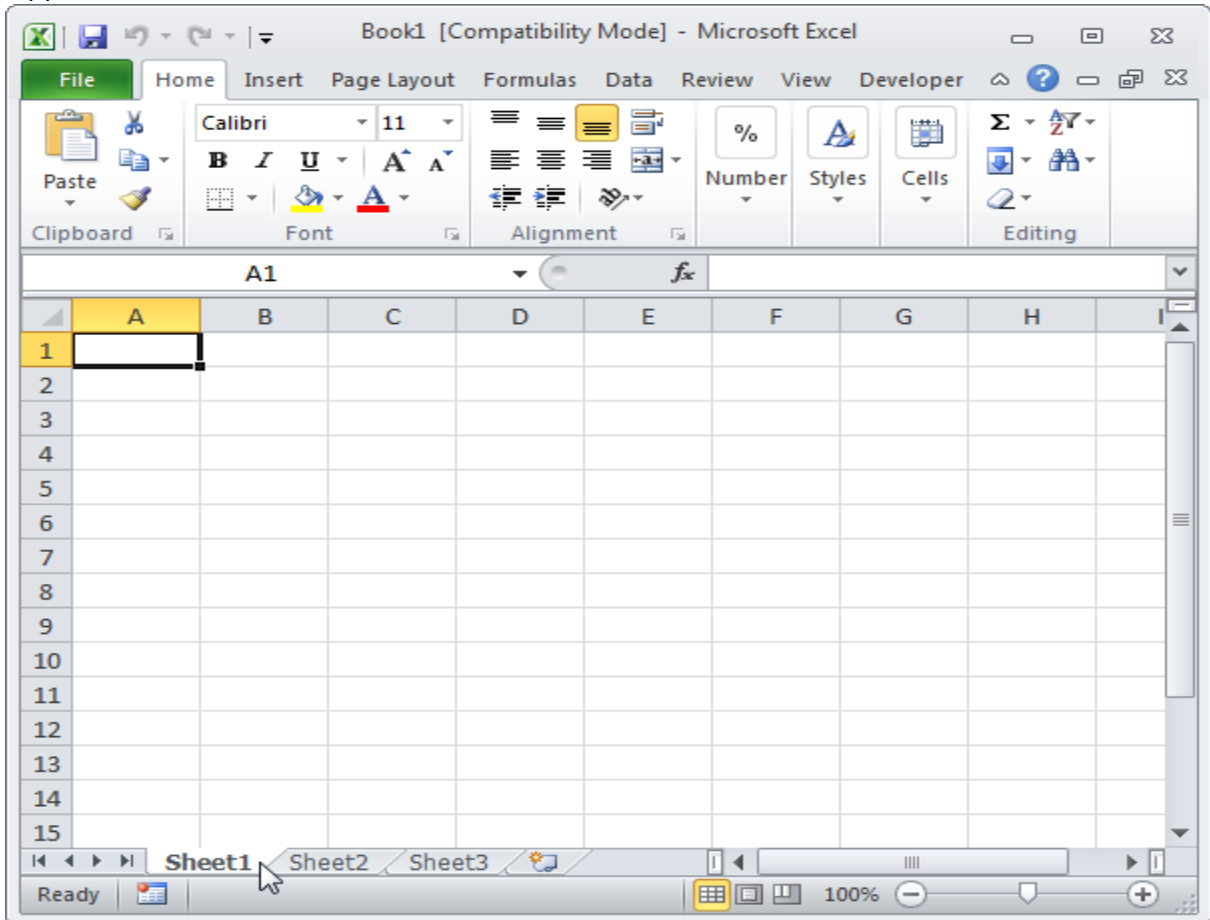 Book1 [Compatibility Mode] - Microsoft Excel
File Home Insert Page Layout Formulas Data Review View Developer
Calibri 11 Σ
B I U A A % A
Paste Number Styles Cells
A
Clipboard Font Alignment Editing
A1 fx
A B C D E F G H I
1
2
3
4
5
6
7
8
9
10
11
12
13
14
15
Sheet1 Sheet2 Sheet3
Ready 100%